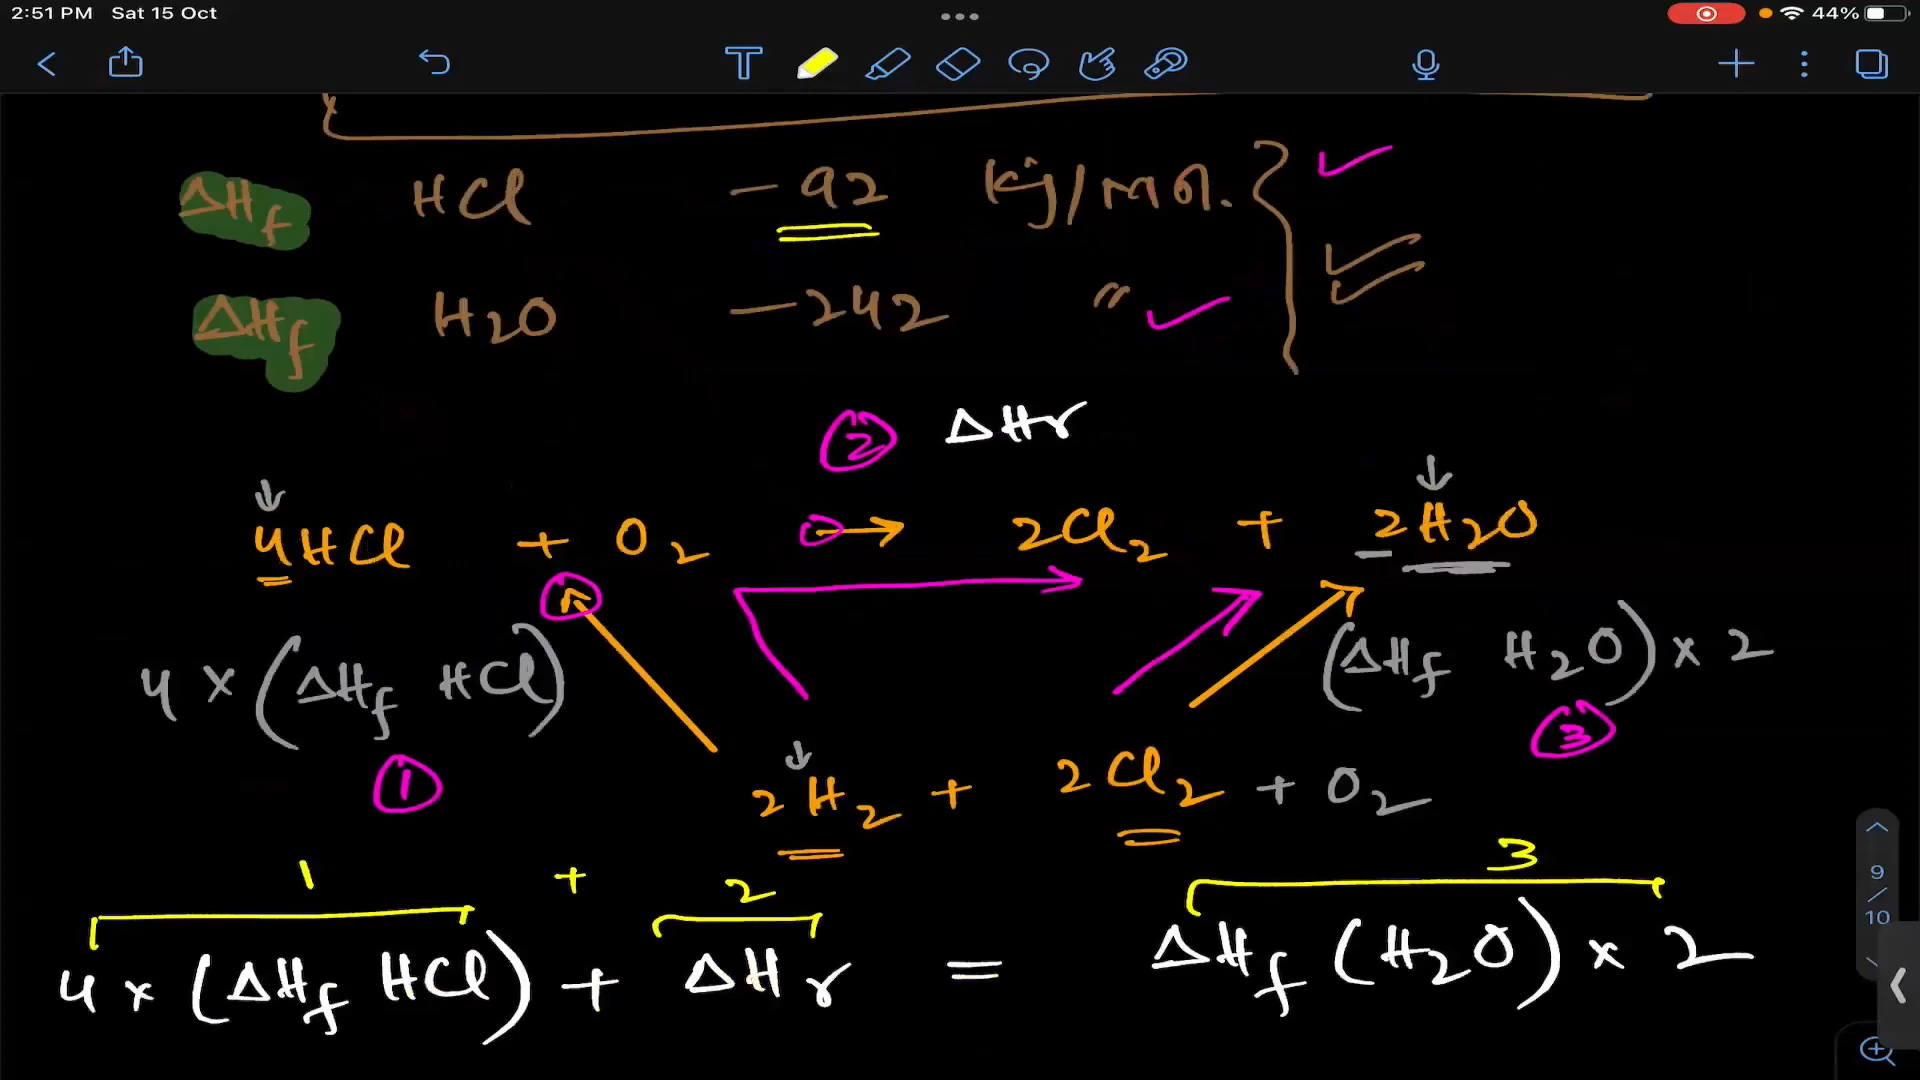 2:51 PM Sat 15 Oct 44%
T
ΔHf HCl −92 kJ/mol.
ΔHf H2O −242 "
2 ΔHr
4HCl + O2 → 2Cl2 + 2H2O
4 × (ΔHf HCl) (ΔHf H2O) × 2
1 3
2H2 + 2Cl2 + O2
1 + 2 3
4 × (ΔHf HCl) + ΔHr = ΔHf (H2O) × 2
9
/
10